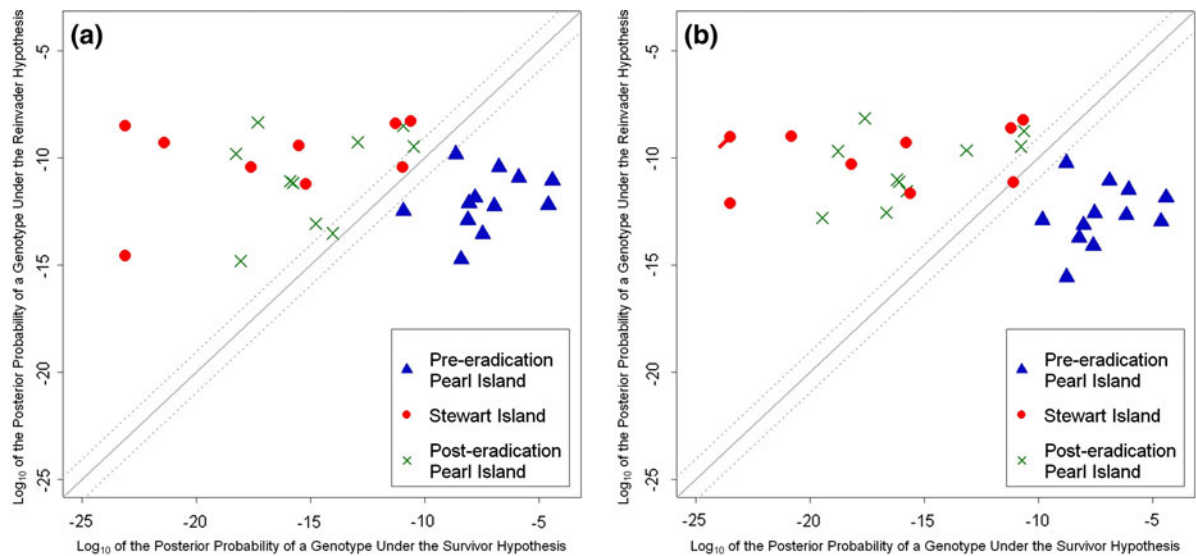 (a)
Log10 of the Posterior Probability of a Genotype Under the Reinvader Hypothesis
-5
-10
-15
-20
-25
Pre-eradication
Pearl Island
Stewart Island
Post-eradication
Pearl Island
-25 -20 -15 -10 -5
Log10 of the Posterior Probability of a Genotype Under the Survivor Hypothesis
(b)
Log10 of the Posterior Probability of a Genotype Under the Reinvader Hypothesis
-5
-10
-15
-20
-25
Pre-eradication
Pearl Island
Stewart Island
Post-eradication
Pearl Island
-25 -20 -15 -10 -5
Log10 of the Posterior Probability of a Genotype Under the Survivor Hypothesis